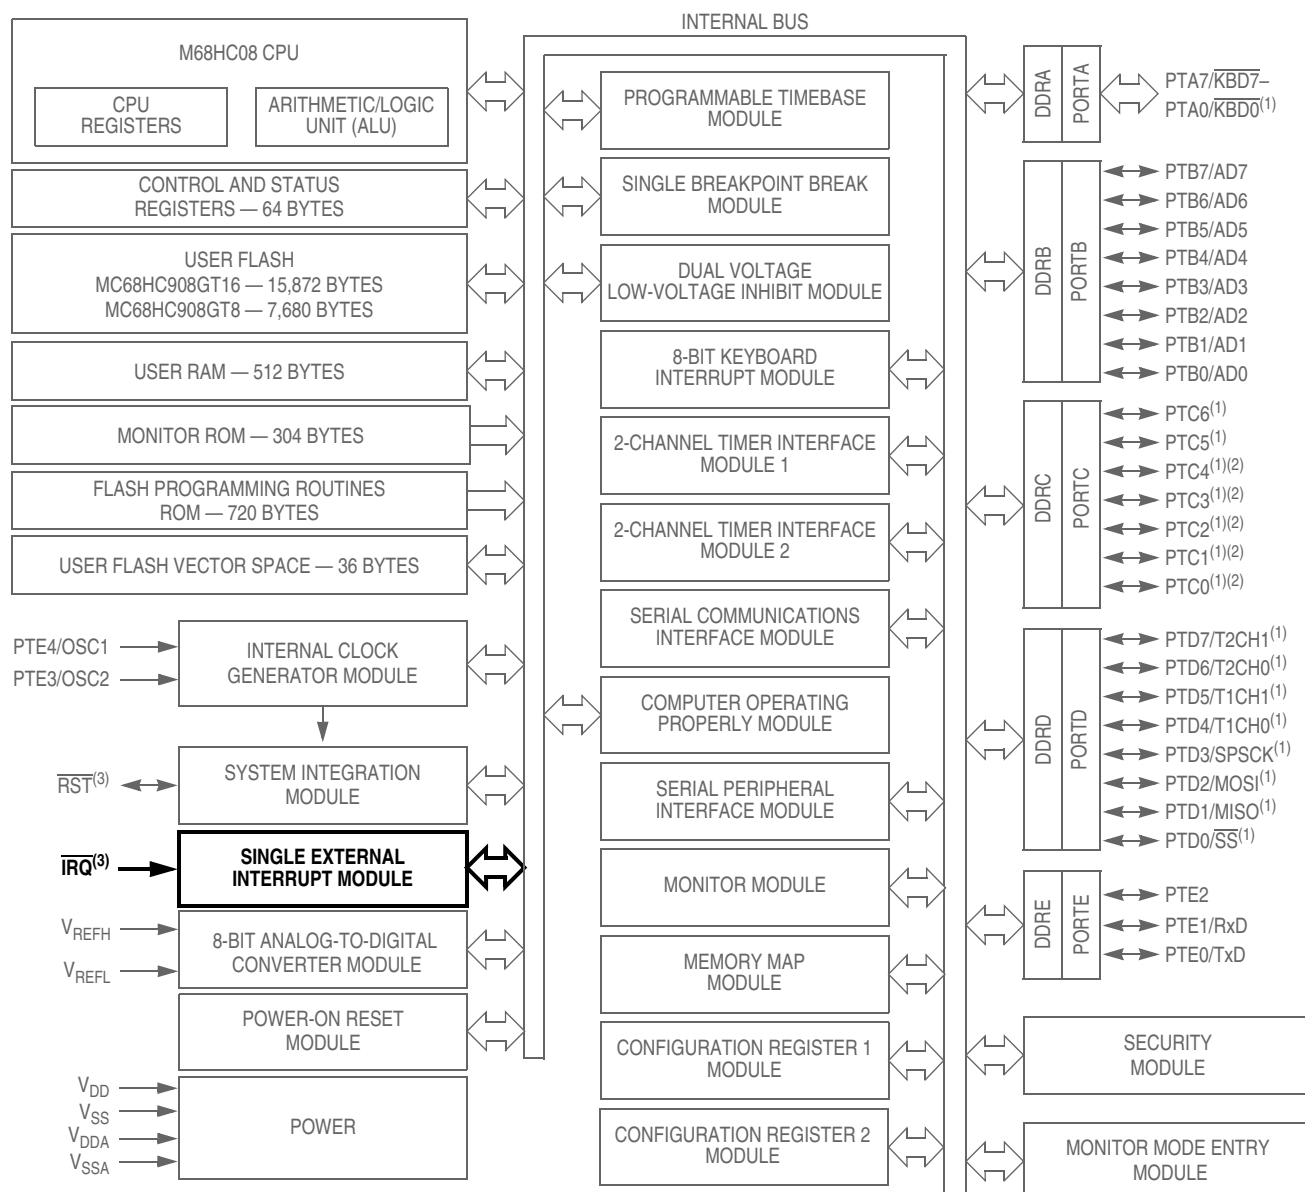 INTERNAL BUS
M68HC08 CPU
CPU
REGISTERS
ARITHMETIC/LOGIC
UNIT (ALU)
CONTROL AND STATUS
REGISTERS — 64 BYTES
USER FLASH
MC68HC908GT16 — 15,872 BYTES
MC68HC908GT8 — 7,680 BYTES
USER RAM — 512 BYTES
MONITOR ROM — 304 BYTES
FLASH PROGRAMMING ROUTINES
ROM — 720 BYTES
USER FLASH VECTOR SPACE — 36 BYTES
PTE4/OSC1
PTE3/OSC2
INTERNAL CLOCK
GENERATOR MODULE
RST(3)
SYSTEM INTEGRATION
MODULE
IRQ(3)
SINGLE EXTERNAL
INTERRUPT MODULE
VREFH
VREFL
8-BIT ANALOG-TO-DIGITAL
CONVERTER MODULE
POWER-ON RESET
MODULE
VDD
VSS
VDDA
VSSA
POWER
PROGRAMMABLE TIMEBASE
MODULE
SINGLE BREAKPOINT BREAK
MODULE
DUAL VOLTAGE
LOW-VOLTAGE INHIBIT MODULE
8-BIT KEYBOARD
INTERRUPT MODULE
2-CHANNEL TIMER INTERFACE
MODULE 1
2-CHANNEL TIMER INTERFACE
MODULE 2
SERIAL COMMUNICATIONS
INTERFACE MODULE
COMPUTER OPERATING
PROPERLY MODULE
SERIAL PERIPHERAL
INTERFACE MODULE
MONITOR MODULE
MEMORY MAP
MODULE
CONFIGURATION REGISTER 1
MODULE
CONFIGURATION REGISTER 2
MODULE
DDRA
PORTA
PTA7/KBD7–
PTA0/KBD0(1)
DDRB
PORTB
PTB7/AD7
PTB6/AD6
PTB5/AD5
PTB4/AD4
PTB3/AD3
PTB2/AD2
PTB1/AD1
PTB0/AD0
DDRC
PORTC
PTC6(1)
PTC5(1)
PTC4(1)(2)
PTC3(1)(2)
PTC2(1)(2)
PTC1(1)(2)
PTC0(1)(2)
DDRD
PORTD
PTD7/T2CH1(1)
PTD6/T2CH0(1)
PTD5/T1CH1(1)
PTD4/T1CH0(1)
PTD3/SPSCK(1)
PTD2/MOSI(1)
PTD1/MISO(1)
PTD0/SS(1)
DDRE
PORTE
PTE2
PTE1/RxD
PTE0/TxD
SECURITY
MODULE
MONITOR MODE ENTRY
MODULE